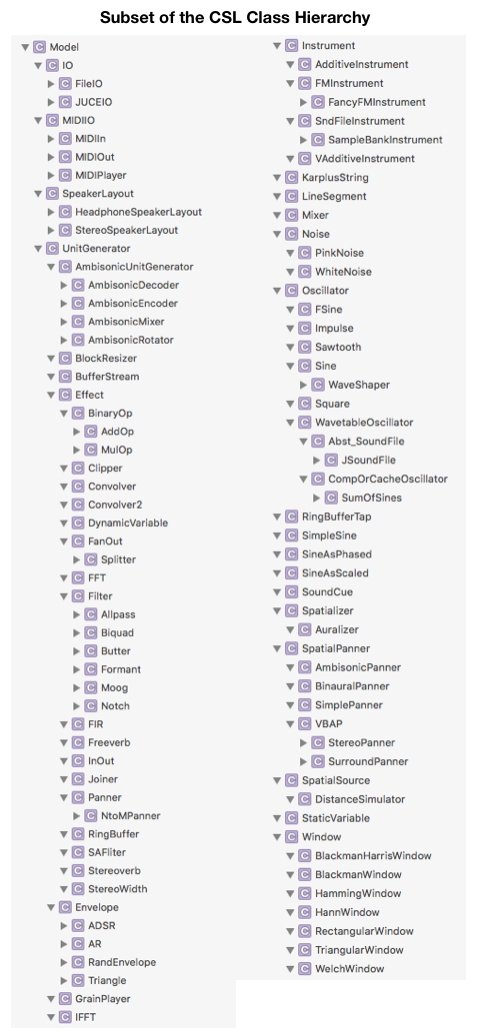 Subset of the CSL Class Hierarchy
C Model
C IO
C FileIO
C JUCEIO
C MIDIIO
C MIDIIn
C MIDIOut
C MIDIPlayer
C SpeakerLayout
C HeadphoneSpeakerLayout
C StereoSpeakerLayout
C UnitGenerator
C AmbisonicUnitGenerator
C AmbisonicDecoder
C AmbisonicEncoder
C AmbisonicMixer
C AmbisonicRotator
C BlockResizer
C BufferStream
C Effect
C BinaryOp
C AddOp
C MulOp
C Clipper
C Convolver
C Convolver2
C DynamicVariable
C FanOut
C Splitter
C FFT
C Filter
C Allpass
C Biquad
C Butter
C Formant
C Moog
C Notch
C FIR
C Freeverb
C InOut
C Joiner
C Panner
C NtoMPanner
C RingBuffer
C SAFliter
C Stereoverb
C StereoWidth
C Envelope
C ADSR
C AR
C RandEnvelope
C Triangle
C GrainPlayer
C IFFT
C Instrument
C AdditiveInstrument
C FMInstrument
C FancyFMInstrument
C SndFileInstrument
C SampleBankInstrument
C VAdditiveInstrument
C KarplusString
C LineSegment
C Mixer
C Noise
C PinkNoise
C WhiteNoise
C Oscillator
C FSine
C Impulse
C Sawtooth
C Sine
C WaveShaper
C Square
C WavetableOscillator
C Abst_SoundFile
C JSoundFile
C CompOrCacheOscillator
C SumOfSines
C RingBufferTap
C SimpleSine
C SineAsPhased
C SineAsScaled
C SoundCue
C Spatializer
C Auralizer
C SpatialPanner
C AmbisonicPanner
C BinauralPanner
C SimplePanner
C VBAP
C StereoPanner
C SurroundPanner
C SpatialSource
C DistanceSimulator
C StaticVariable
C Window
C BlackmanHarrisWindow
C BlackmanWindow
C HammingWindow
C HannWindow
C RectangularWindow
C TriangularWindow
C WelchWindow